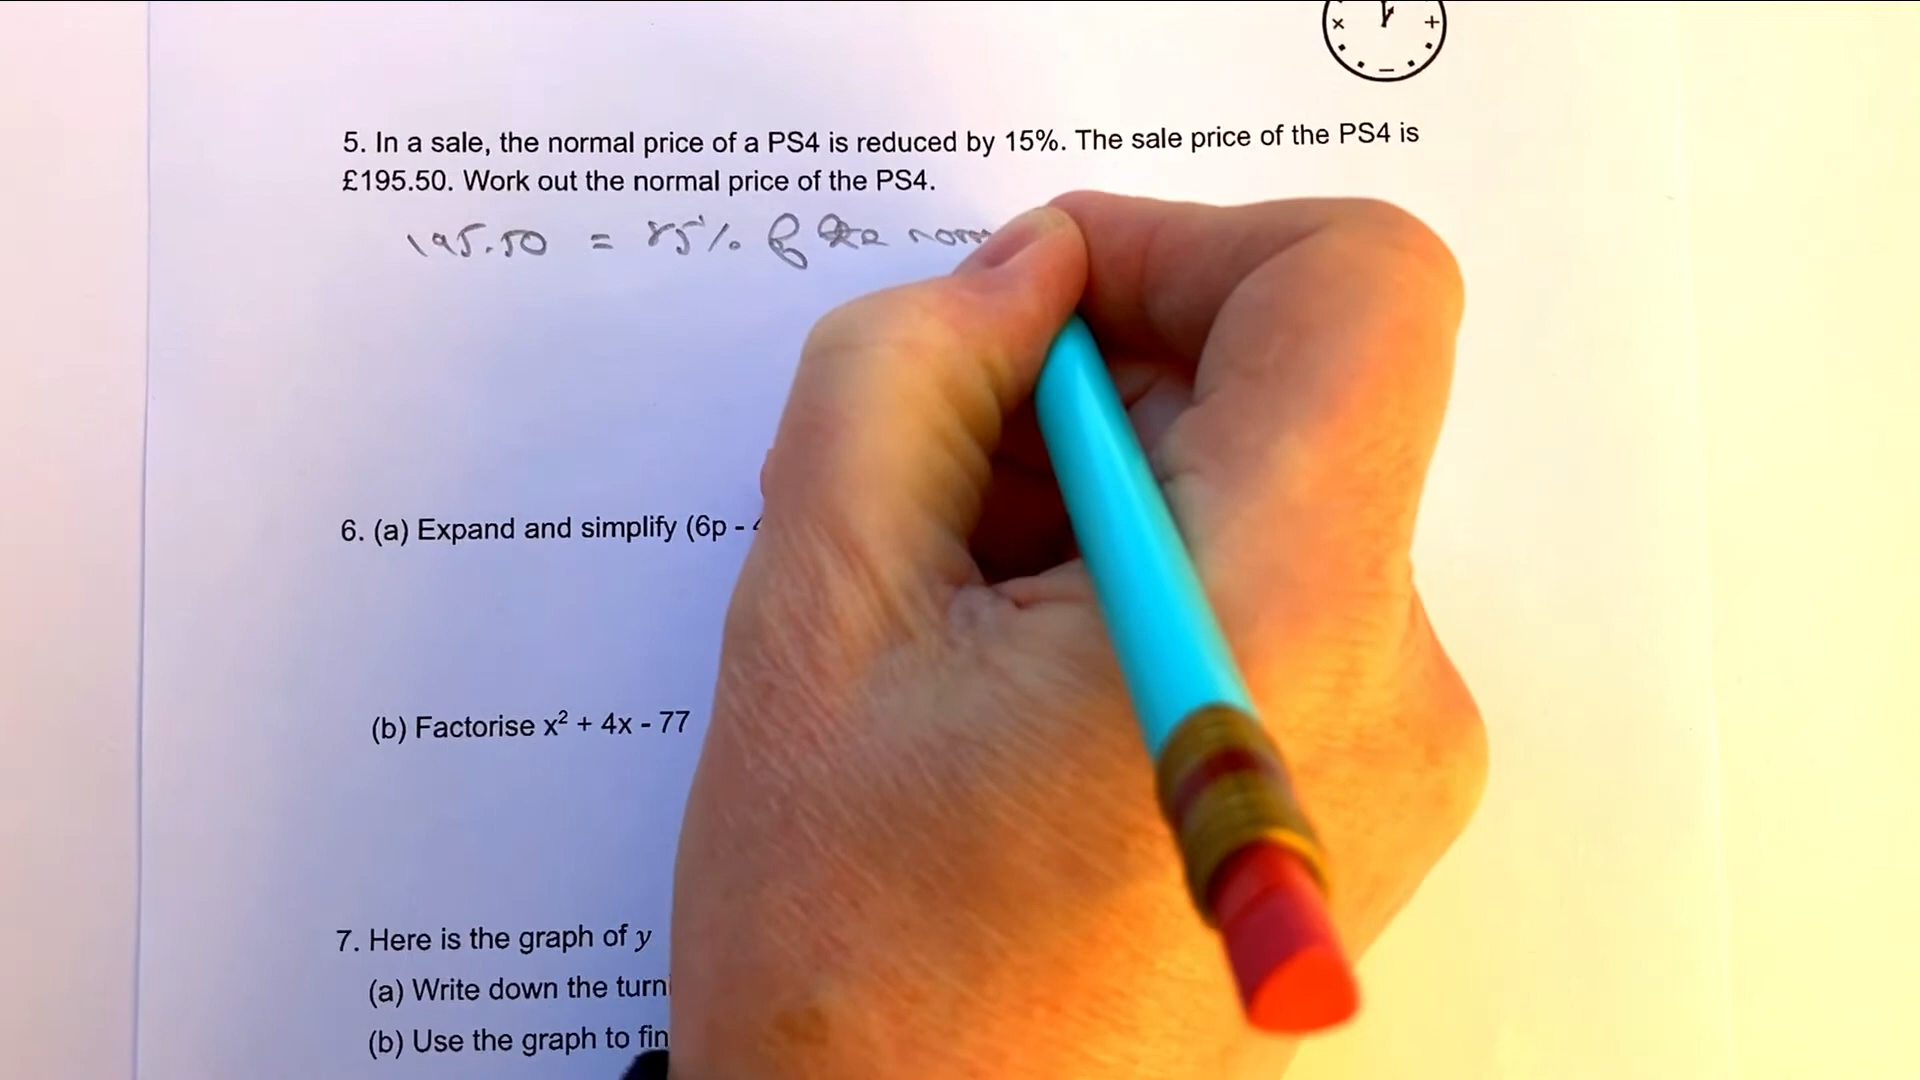 5. In a sale, the normal price of a PS4 is reduced by 15%. The sale price of the PS4 is
£195.50. Work out the normal price of the PS4.
195.50 = 85% of the norm
6. (a) Expand and simplify (6p -
(b) Factorise x² + 4x - 77
7. Here is the graph of y
(a) Write down the turn
(b) Use the graph to fin